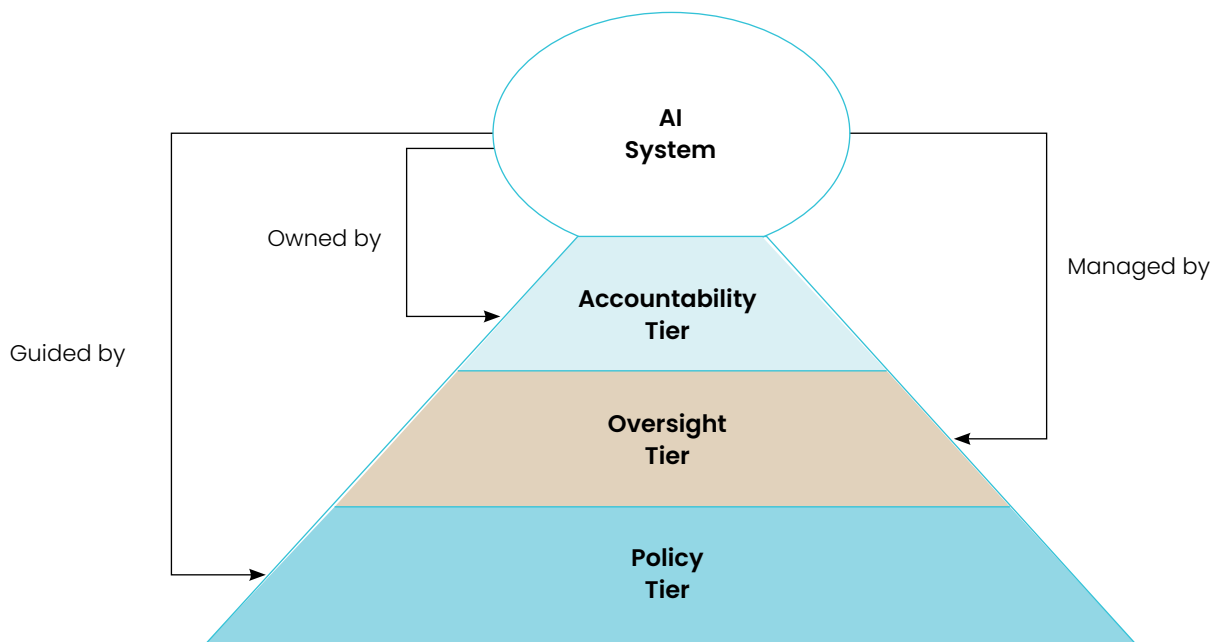 AI
System
Owned by
Managed by
Accountability
Tier
Guided by
Oversight
Tier
Policy
Tier